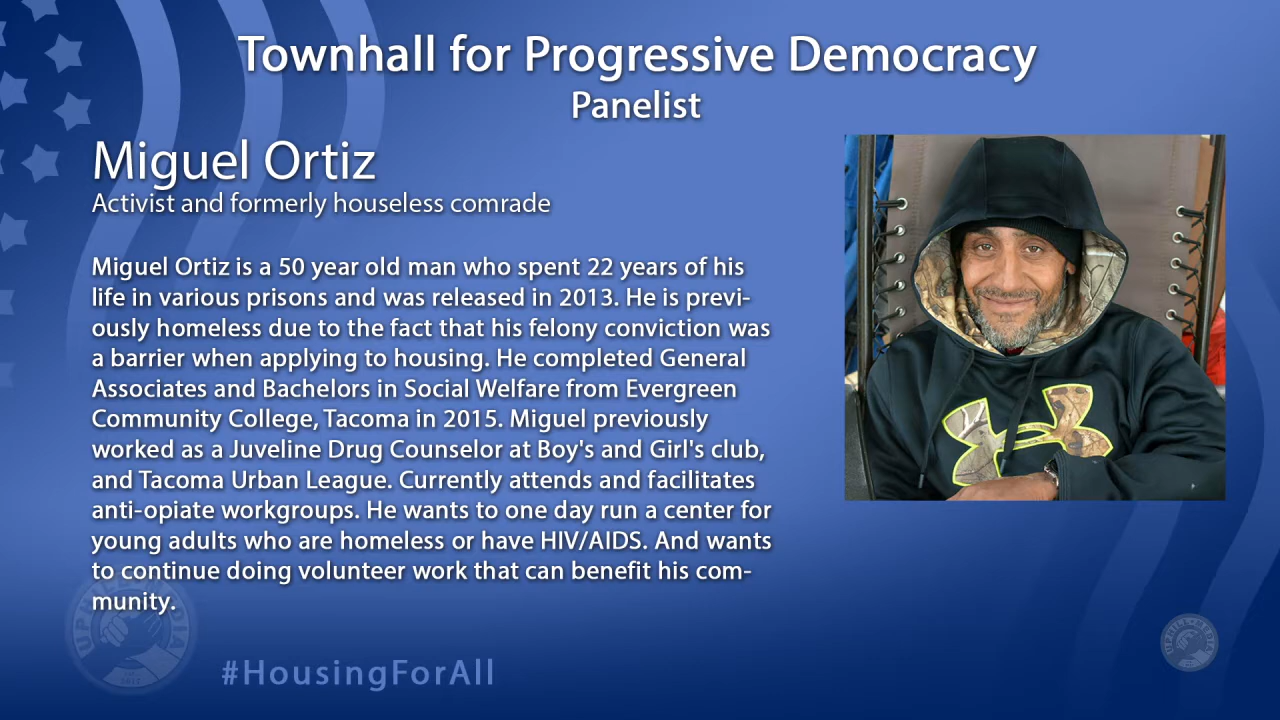 Townhall for Progressive Democracy
Panelist
Miguel Ortiz
Activist and formerly houseless comrade
Miguel Ortiz is a 50 year old man who spent 22 years of his
life in various prisons and was released in 2013. He is previ-
ously homeless due to the fact that his felony conviction was
a barrier when applying to housing. He completed General
Associates and Bachelors in Social Welfare from Evergreen
Community College, Tacoma in 2015. Miguel previously
worked as a Juveline Drug Counselor at Boy's and Girl's club,
and Tacoma Urban League. Currently attends and facilitates
anti-opiate workgroups. He wants to one day run a center for
young adults who are homeless or have HIV/AIDS. And wants
to continue doing volunteer work that can benefit his com-
munity.
#HousingForAll